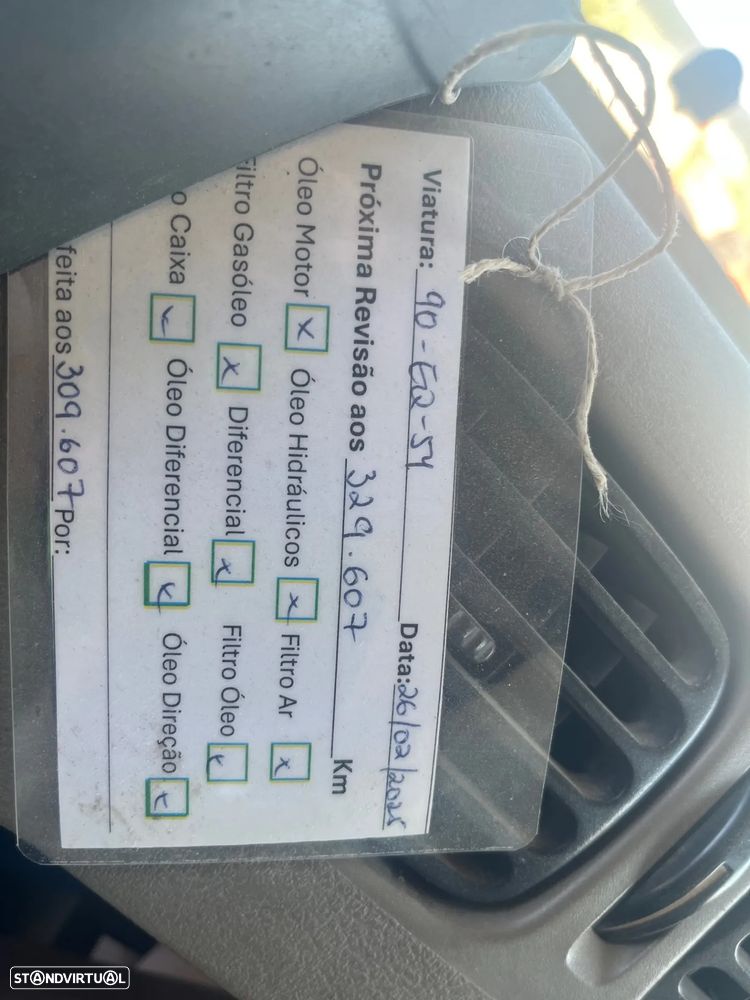 Viatura: 90-EQ-54 Data: 26/02/2025
Próxima Revisão aos 329.607 Km
Óleo Motor x Óleo Hidráulicos x Filtro Ar x
Filtro Gasóleo x Diferencial x Filtro Óleo x
o Caixa x Óleo Diferencial x Óleo Direção x
feita aos 309.607 Por:
STANDVIRTUAL